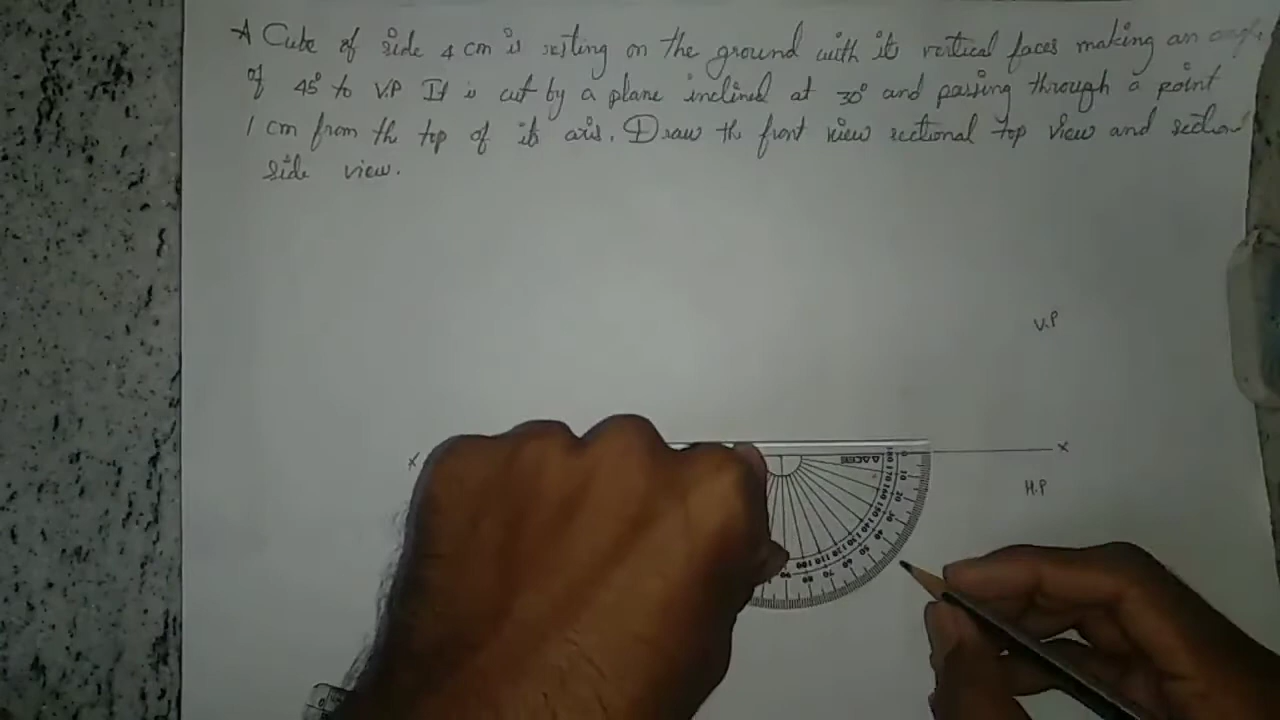 A Cube of side 4 cm is resting on the ground with its vertical faces making an angle
of 45° to V.P It is cut by a plane inclined at 30° and passing through a point
1 cm from the top of its axis. Draw the front view sectional top view and section
side view.
V.P
X X
H.P